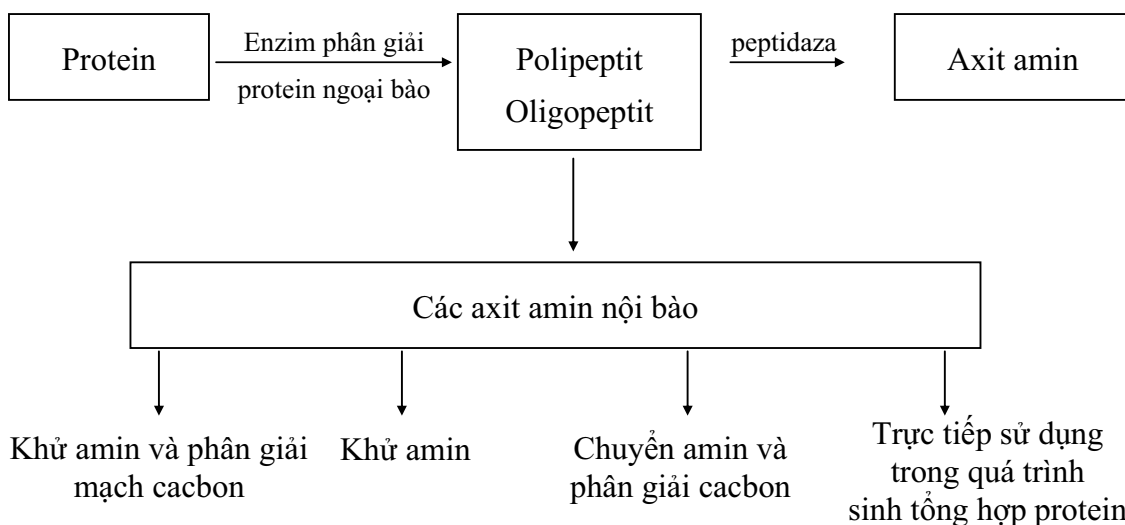 Protein
Enzim phân giải
protein ngoại bào
Polipeptit
Oligopeptit
peptidaza
Axit amin
Các axit amin nội bào
Khử amin và phân giải
mạch cacbon
Khử amin
Chuyển amin và
phân giải cacbon
Trực tiếp sử dụng
trong quá trình
sinh tổng hợp protein